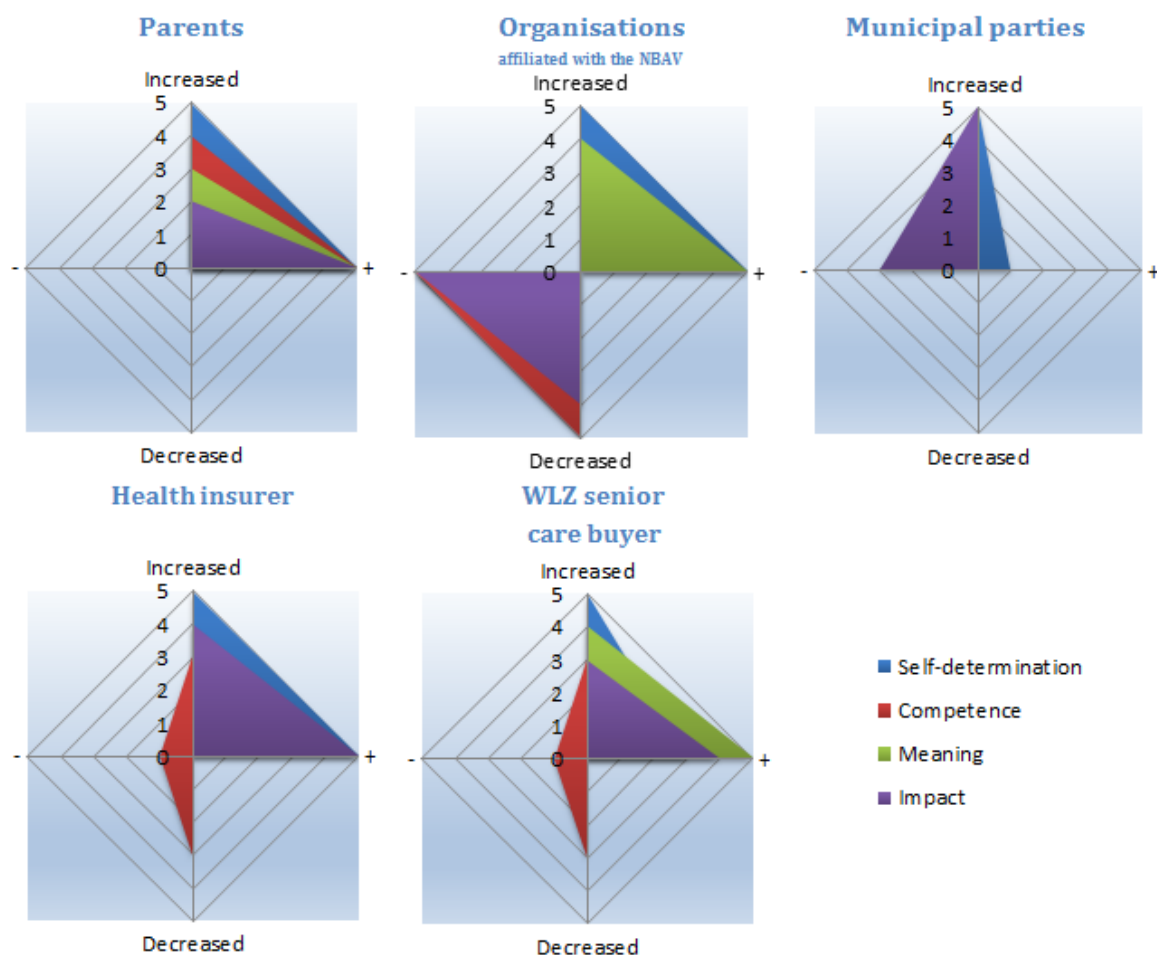 Parents
Increased
5
4
3
2
1
0
-
+
Decreased
Organisations
affiliated with the NBAV
Increased
5
4
3
2
1
0
-
+
Decreased
Municipal parties
Increased
5
4
3
2
1
0
-
+
Decreased
Health insurer
Increased
5
4
3
2
1
0
-
+
Decreased
WLZ senior
care buyer
Increased
5
4
3
2
1
0
-
+
Decreased
Self-determination
Competence
Meaning
Impact